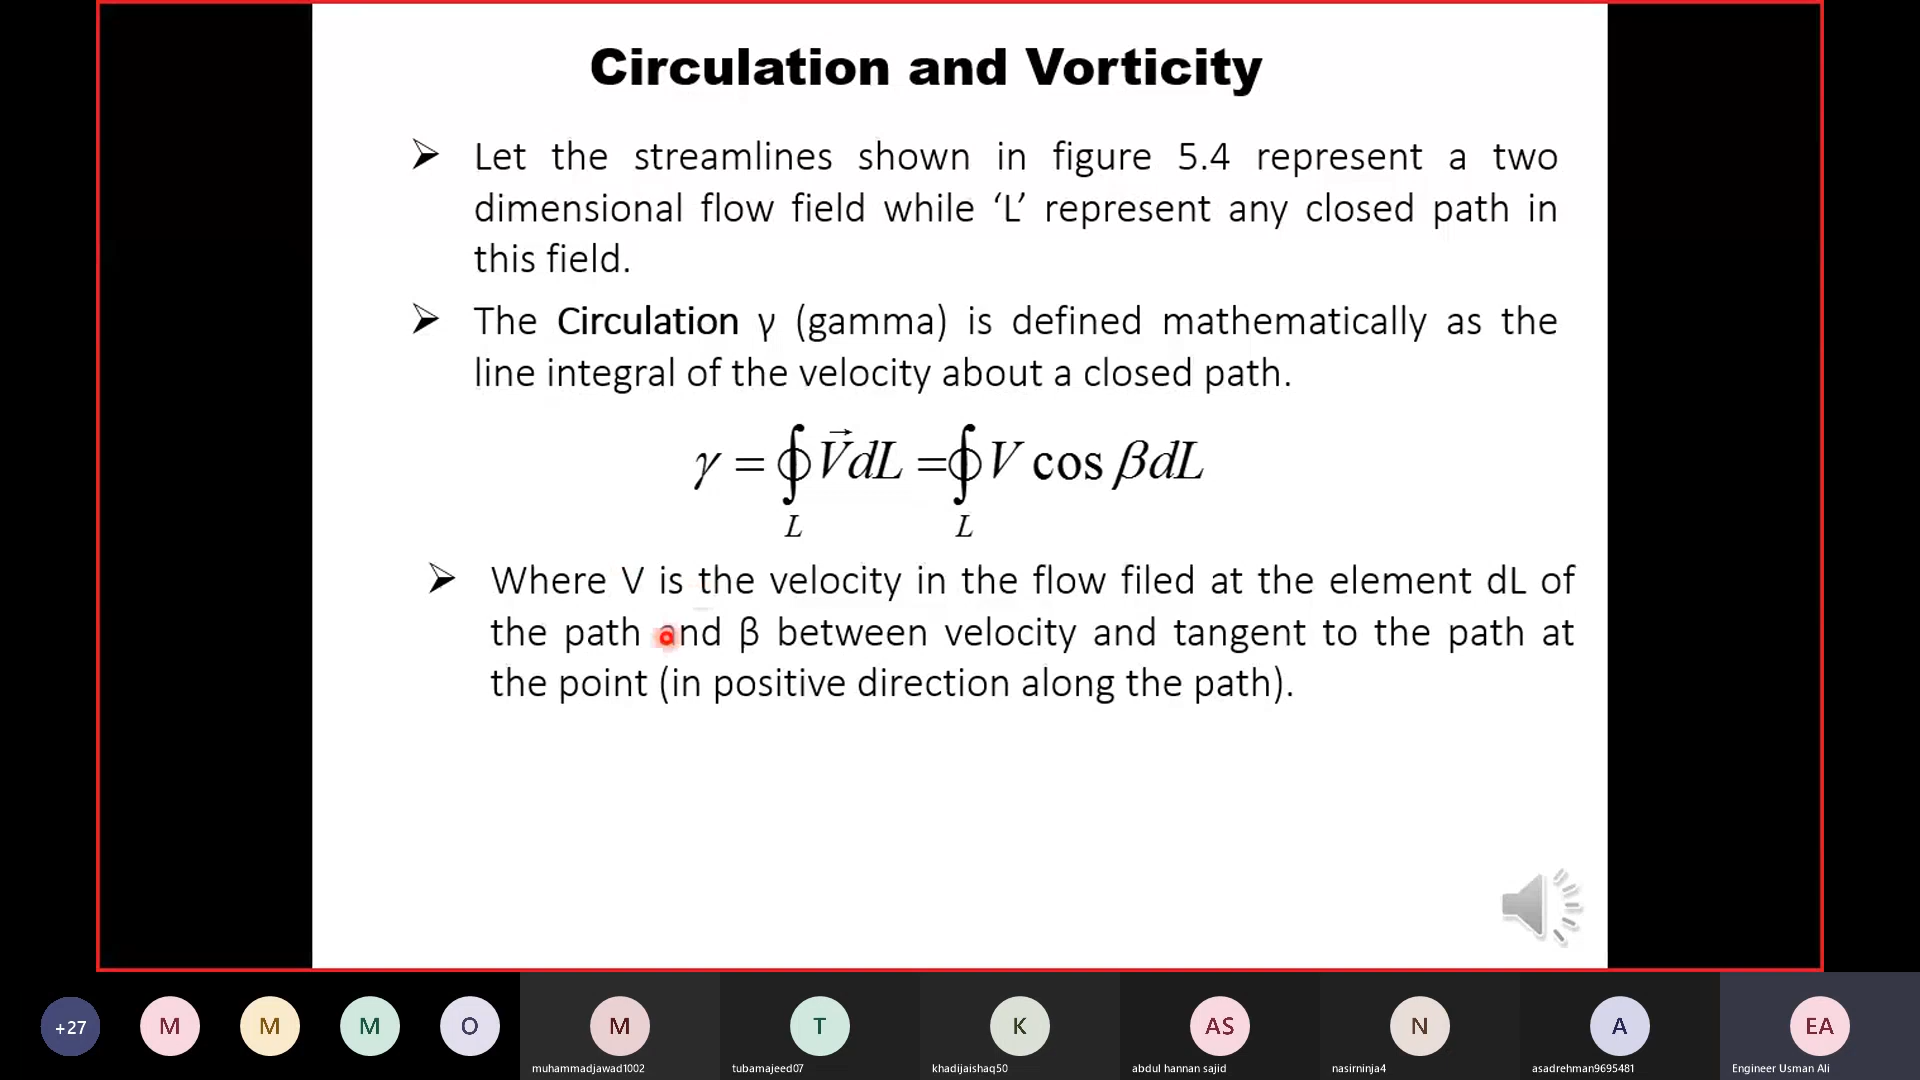 Circulation and Vorticity
➢ Let the streamlines shown in figure 5.4 represent a two
dimensional flow field while ‘L’ represent any closed path in
this field.
➢ The Circulation γ (gamma) is defined mathematically as the
line integral of the velocity about a closed path.
γ = ∮_L V⃗dL = ∮_L V cos βdL
➢ Where V is the velocity in the flow filed at the element dL of
the path and β between velocity and tangent to the path at
the point (in positive direction along the path).
+27 M M M O M T K AS N A EA
muhammadjawad1002 tubamajeed07 khadijaishaq50 abdul hannan sajid nasirninja4 asadrehman9695481 Engineer Usman Ali